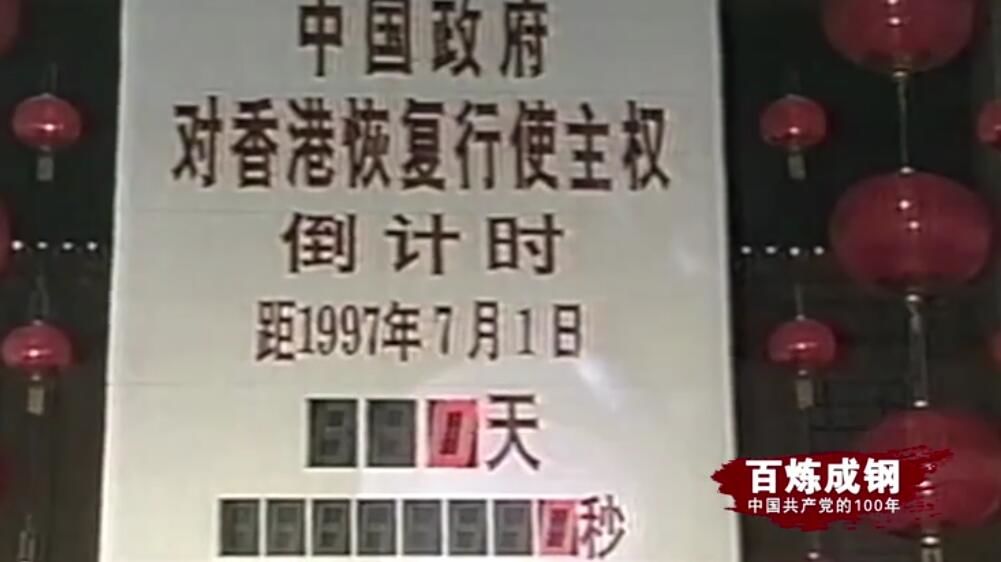 中国政府
对香港恢复行使主权
倒计时
距1997年7月1日
0天
0秒
百炼成钢
中国共产党的100年